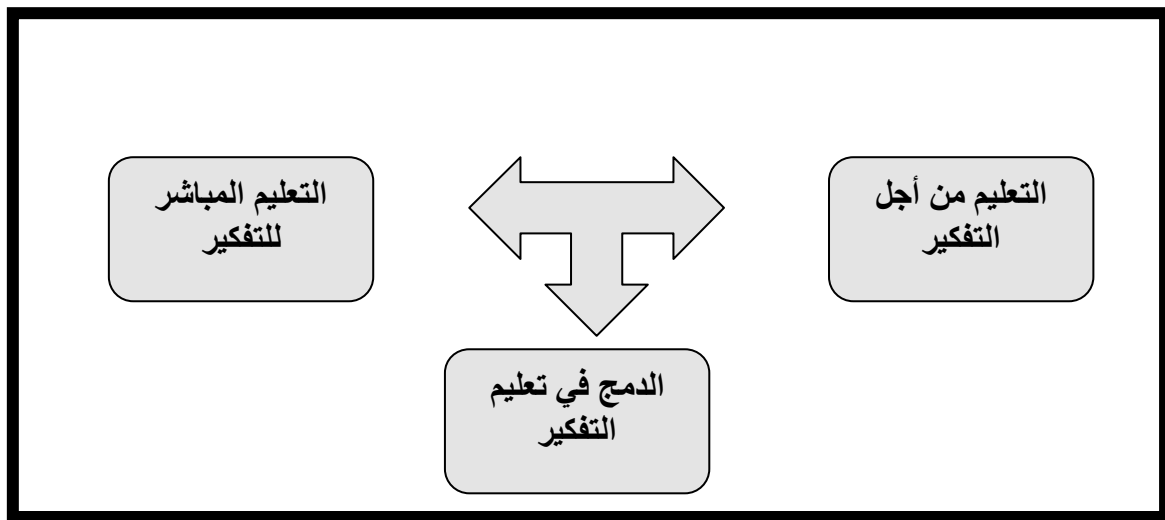 التعليم من أجل
التفكير
التعليم المباشر
للتفكير
الدمج في تعليم
التفكير